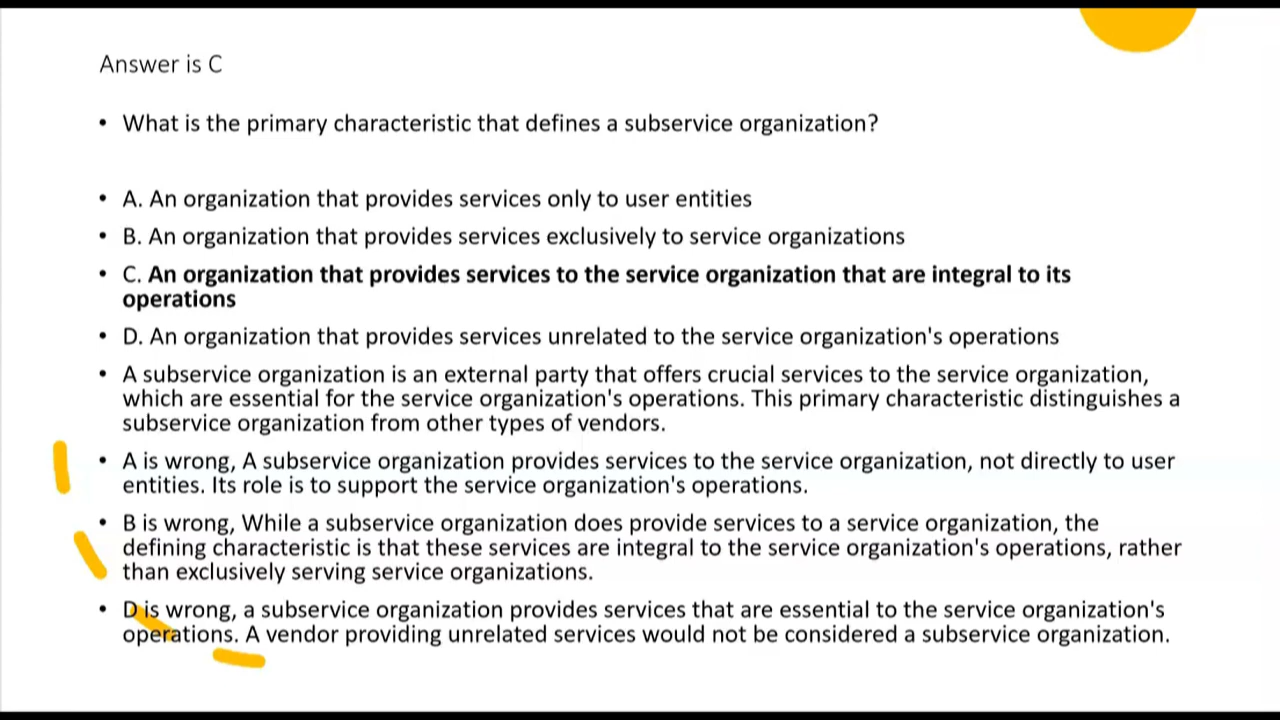 Answer is C
• What is the primary characteristic that defines a subservice organization?
• A. An organization that provides services only to user entities
• B. An organization that provides services exclusively to service organizations
• C. An organization that provides services to the service organization that are integral to its
operations
• D. An organization that provides services unrelated to the service organization's operations
• A subservice organization is an external party that offers crucial services to the service organization,
which are essential for the service organization's operations. This primary characteristic distinguishes a
subservice organization from other types of vendors.
• A is wrong, A subservice organization provides services to the service organization, not directly to user
entities. Its role is to support the service organization's operations.
• B is wrong, While a subservice organization does provide services to a service organization, the
defining characteristic is that these services are integral to the service organization's operations, rather
than exclusively serving service organizations.
• D is wrong, a subservice organization provides services that are essential to the service organization's
operations. A vendor providing unrelated services would not be considered a subservice organization.